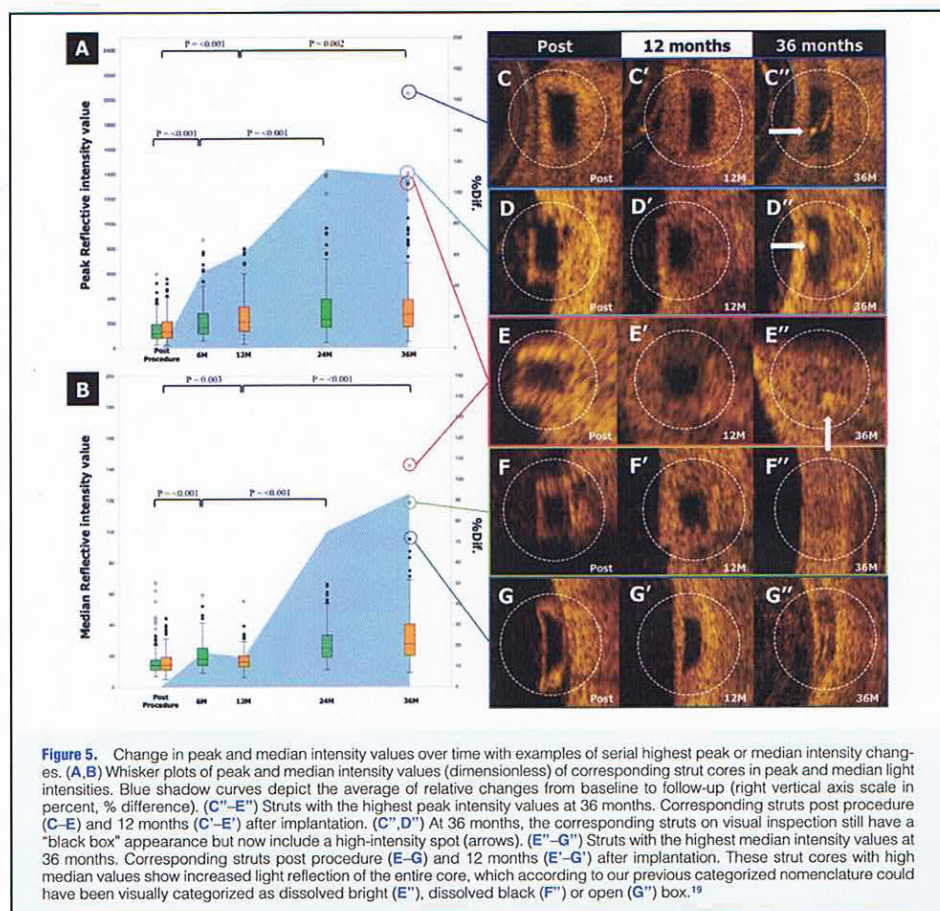 A
P = <0.001
P = 0.002
P = <0.001
P = <0.001
Peak Reflective intensity value
%Dif.
Post
Procedure
6M
12M
24M
36M
B
P = 0.003
P = <0.001
P = <0.001
P = <0.001
Median Reflective intensity value
%Dif.
Post
Procedure
6M
12M
24M
36M
Post
12 months
36 months
C
C′
C″
Post
12M
36M
D
D′
D″
Post
12M
36M
E
E′
E″
Post
12M
36M
F
F′
F″
Post
12M
36M
G
G′
G″
Post
12M
36M
Figure 5. Change in peak and median intensity values over time with examples of serial highest peak or median intensity chang-
es. (A,B) Whisker plots of peak and median intensity values (dimensionless) of corresponding strut cores in peak and median light
intensities. Blue shadow curves depict the average of relative changes from baseline to follow-up (right vertical axis scale in
percent, % difference). (C″–E″) Struts with the highest peak intensity values at 36 months. Corresponding struts post procedure
(C–E) and 12 months (C′–E′) after implantation. (C″,D″) At 36 months, the corresponding struts on visual inspection still have a
"black box" appearance but now include a high-intensity spot (arrows). (E″–G″) Struts with the highest median intensity values at
36 months. Corresponding struts post procedure (E–G) and 12 months (E′–G′) after implantation. These strut cores with high
median values show increased light reflection of the entire core, which according to our previous categorized nomenclature could
have been visually categorized as dissolved bright (E″), dissolved black (F″) or open (G″) box.19